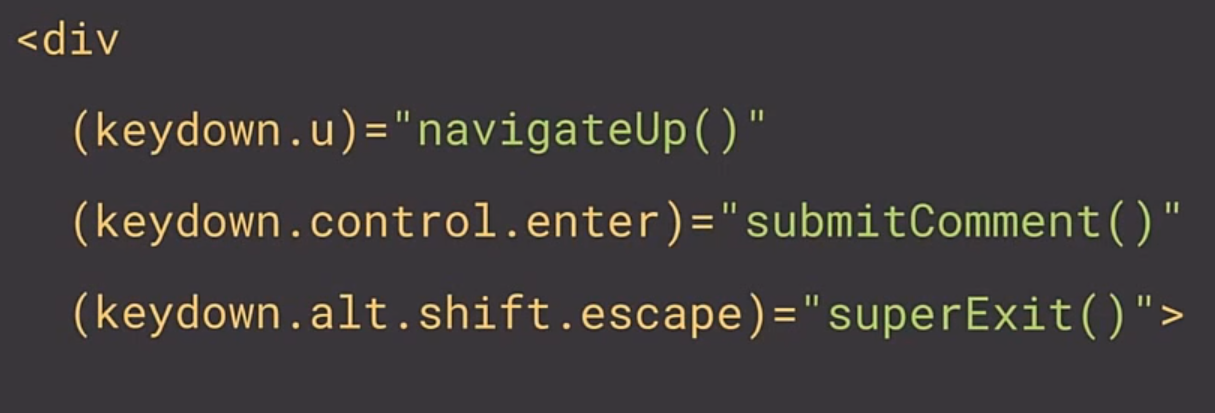 <div
(keydown.u)="navigateUp()"
(keydown.control.enter)="submitComment()"
(keydown.alt.shift.escape)="superExit()">